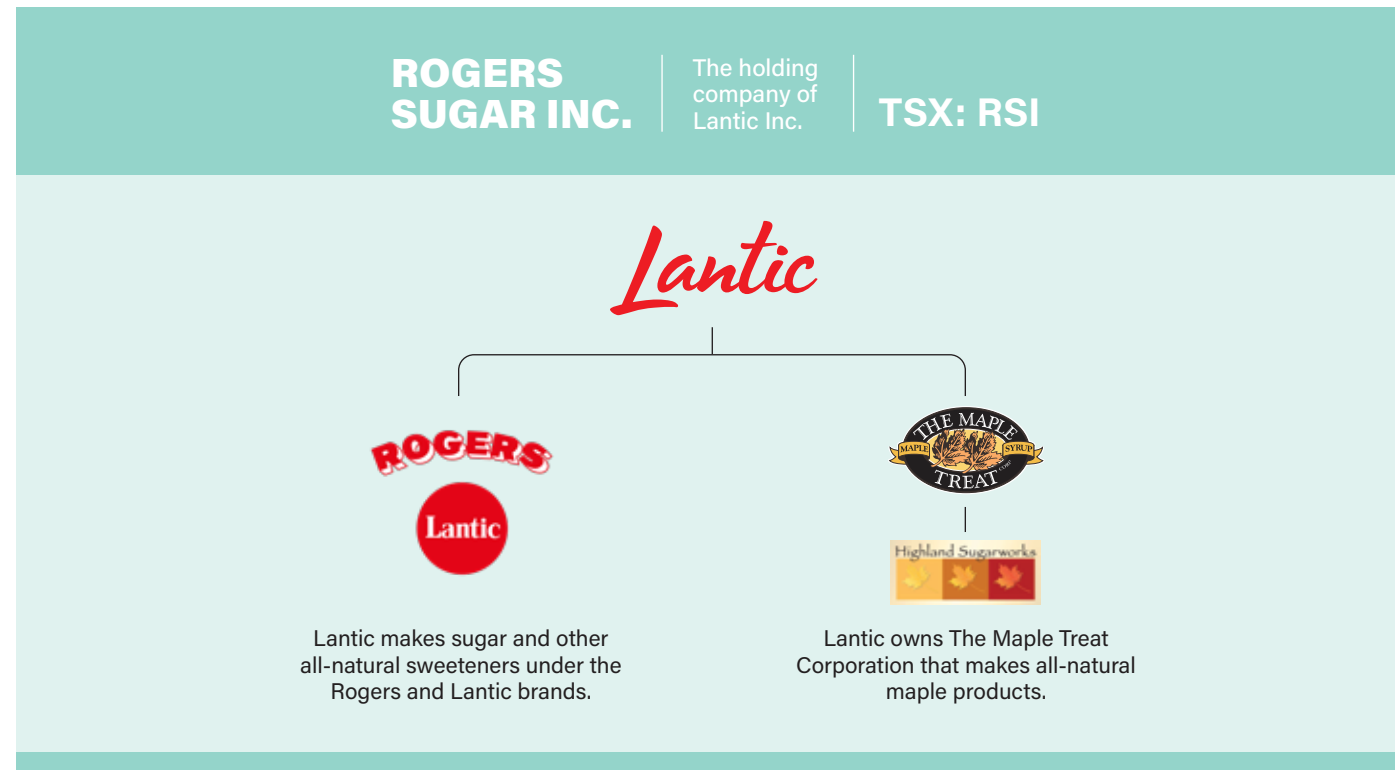 ROGERS
SUGAR INC.
The holding
company of
Lantic Inc.
TSX: RSI
Lantic
ROGERS
Lantic
Lantic makes sugar and other
all-natural sweeteners under the
Rogers and Lantic brands.
THE MAPLE
MAPLE SYRUP
TREAT CORP
Highland Sugarworks
Lantic owns The Maple Treat
Corporation that makes all-natural
maple products.